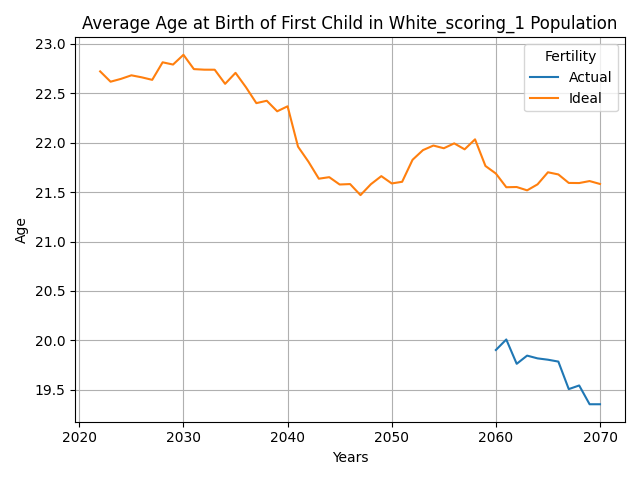 Average Age at Birth of First Child in White_scoring_1 Population
23.0
22.5
22.0
21.5
21.0
20.5
20.0
19.5
Age
2020 2030 2040 2050 2060 2070
Years
Fertility
Actual
Ideal